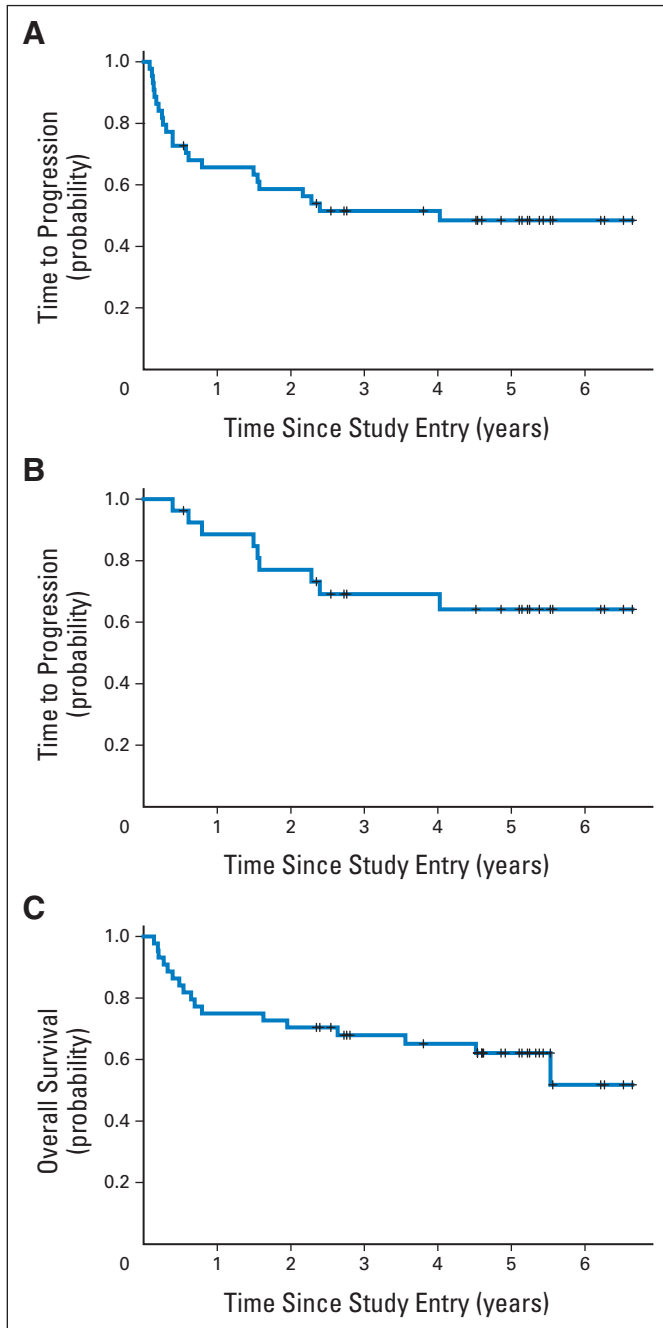 A
1.0
0.8
0.6
0.4
0.2
0
1 2 3 4 5 6
Time to Progression
(probability)
Time Since Study Entry (years)
B
1.0
0.8
0.6
0.4
0.2
0
1 2 3 4 5 6
Time to Progression
(probability)
Time Since Study Entry (years)
C
1.0
0.8
0.6
0.4
0.2
0
1 2 3 4 5 6
Overall Survival
(probability)
Time Since Study Entry (years)